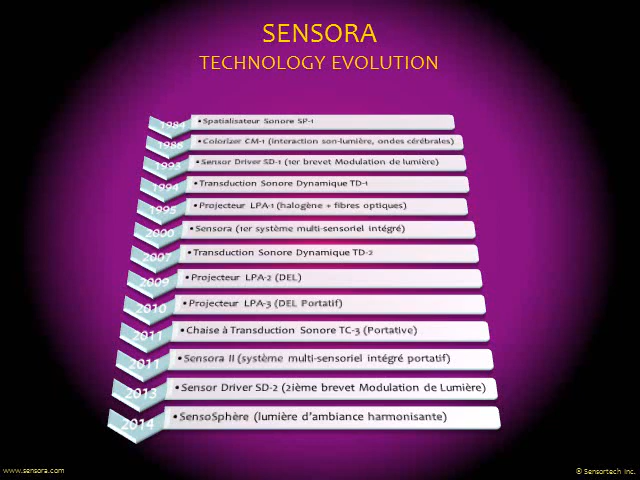 SENSORA
TECHNOLOGY EVOLUTION
1984 •Spatialisateur Sonore SP-1
1986 •Colorizer CM-1 (interaction son-lumière, ondes cérébrales)
1993 •Sensor Driver SD-1 (1er brevet Modulation de lumière)
1994 •Transduction Sonore Dynamique TD-1
1995 •Projecteur LPA-1 (halogène + fibres optiques)
2000 •Sensora (1er système multi-sensoriel intégré)
2007 •Transduction Sonore Dynamique TD-2
2009 •Projecteur LPA-2 (DEL)
2010 •Projecteur LPA-3 (DEL Portatif)
2011 •Chaise à Transduction Sonore TC-3 (Portative)
2011 •Sensora II (système multi-sensoriel intégré portatif)
2013 •Sensor Driver SD-2 (2ième brevet Modulation de Lumière)
2014 •SensoSphère (lumière d'ambiance harmonisante)
www.sensora.com © Sensortech Inc.